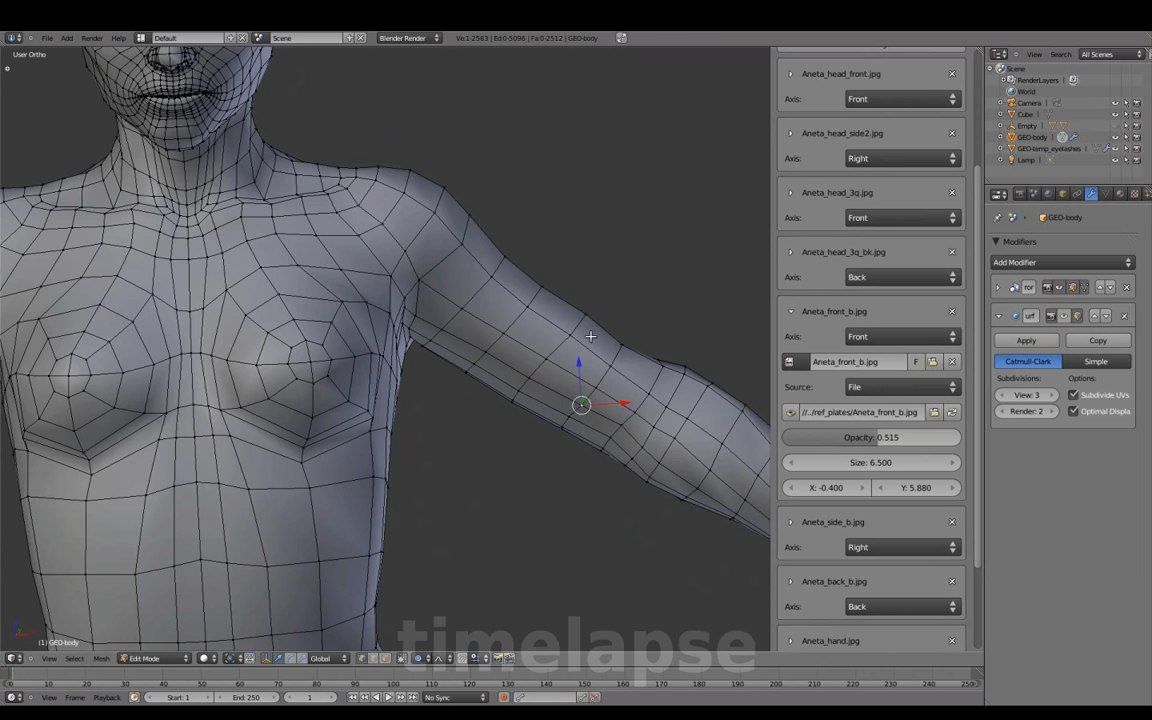 File Add Render Help Default Scene Blender Render Ve:1-2583 | Ed:0-5096 | Fa:0-2512 | GEO-body
View Search All Scenes
User Ortho
Scene
RenderLayers
World
Camera
Cube
Empty
GEO-body
GEO-temp_eyelashes
Lamp
Aneta_head_front.jpg
Axis: Front
Aneta_head_side2.jpg
Axis: Right
Aneta_head_3q.jpg
Axis: Front
Aneta_head_3q_bk.jpg
Axis: Back
Aneta_front_b.jpg
Axis: Front
Aneta_front_b.jpg F
Source: File
//../ref_plates/Aneta_front_b.jpg
Opacity: 0.515
Size: 6.500
X: -0.400 Y: 5.880
Aneta_side_b.jpg
Axis: Right
Aneta_back_b.jpg
Axis: Back
Aneta_hand.jpg
GEO-body
Modifiers
Add Modifier
ror
urf
Apply Copy
Catmull-Clark Simple
Subdivisions: Options:
View: 3 Subdivide UVs
Render: 2 Optimal Displa
timelapse
(1) GEO-body
View Select Mesh Edit Mode Global
0 10 20 30 40 50 60 70 80 90 100 110 120 130 140 150 160 170 180 190 200 210 220 230 240 250
View Frame Playback Start: 1 End: 250 1 No Sync